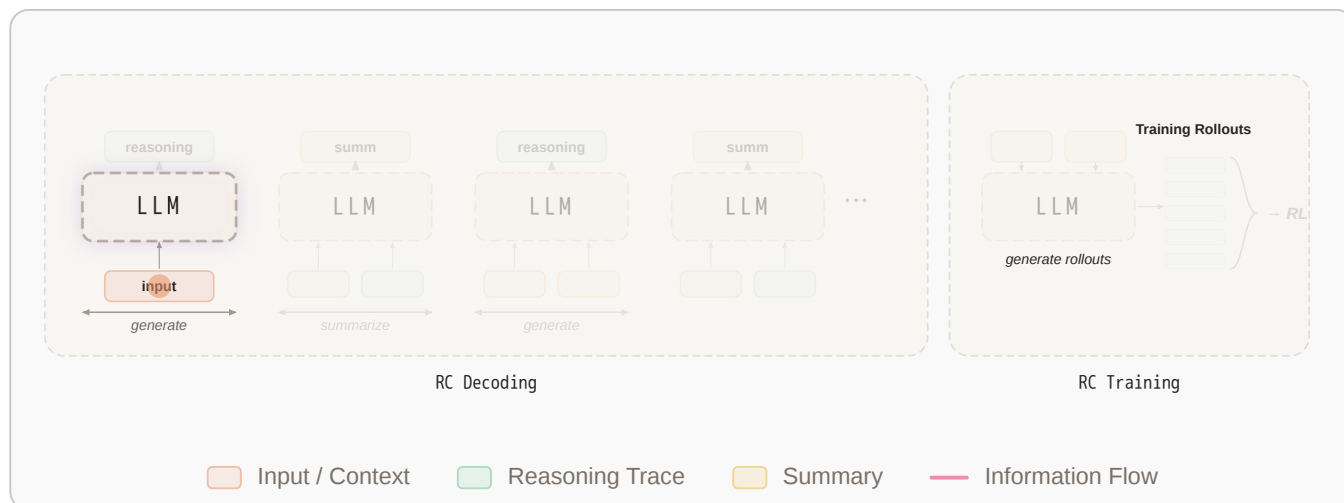 Training Rollouts
reasoning
summ
reasoning
summ
LLM
LLM
LLM
LLM
...
LLM
→ RL
generate rollouts
input
generate
summarize
generate
RC Decoding
RC Training
Input / Context
Reasoning Trace
Summary
Information Flow